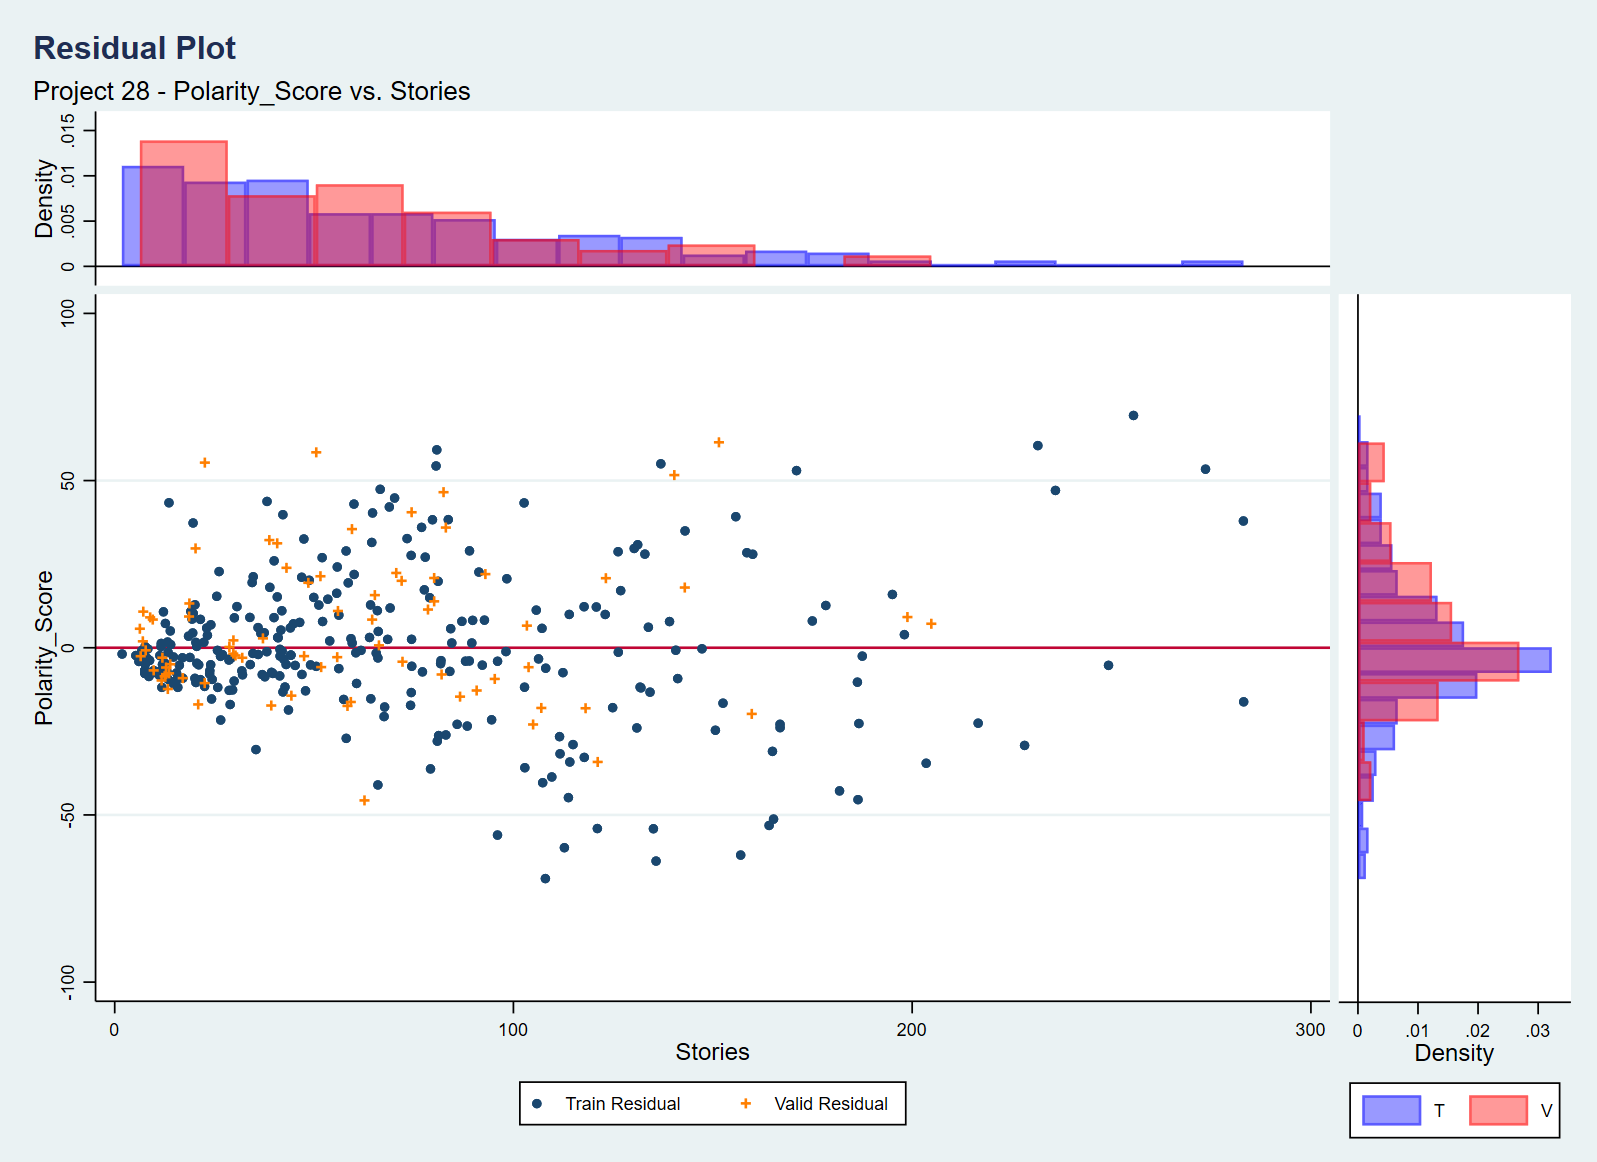 Residual Plot
Project 28 - Polarity_Score vs. Stories
Density
.015
.01
.005
0
Polarity_Score
100
50
0
-50
-100
0 100 200 300
Stories
0 .01 .02 .03
Density
Train Residual Valid Residual
T V